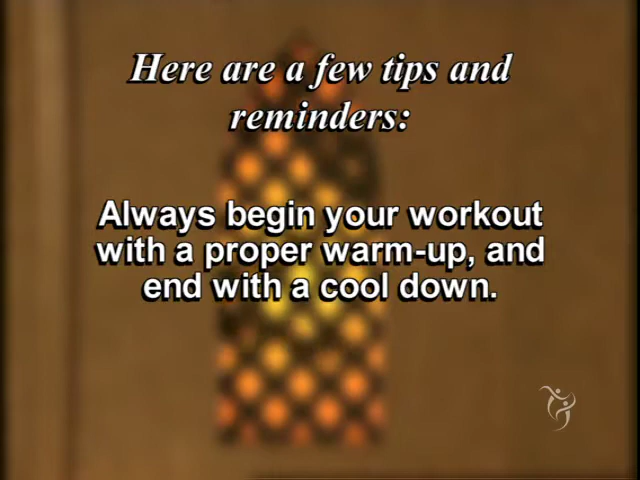 Here are a few tips and
reminders:
Always begin your workout
with a proper warm-up, and
end with a cool down.